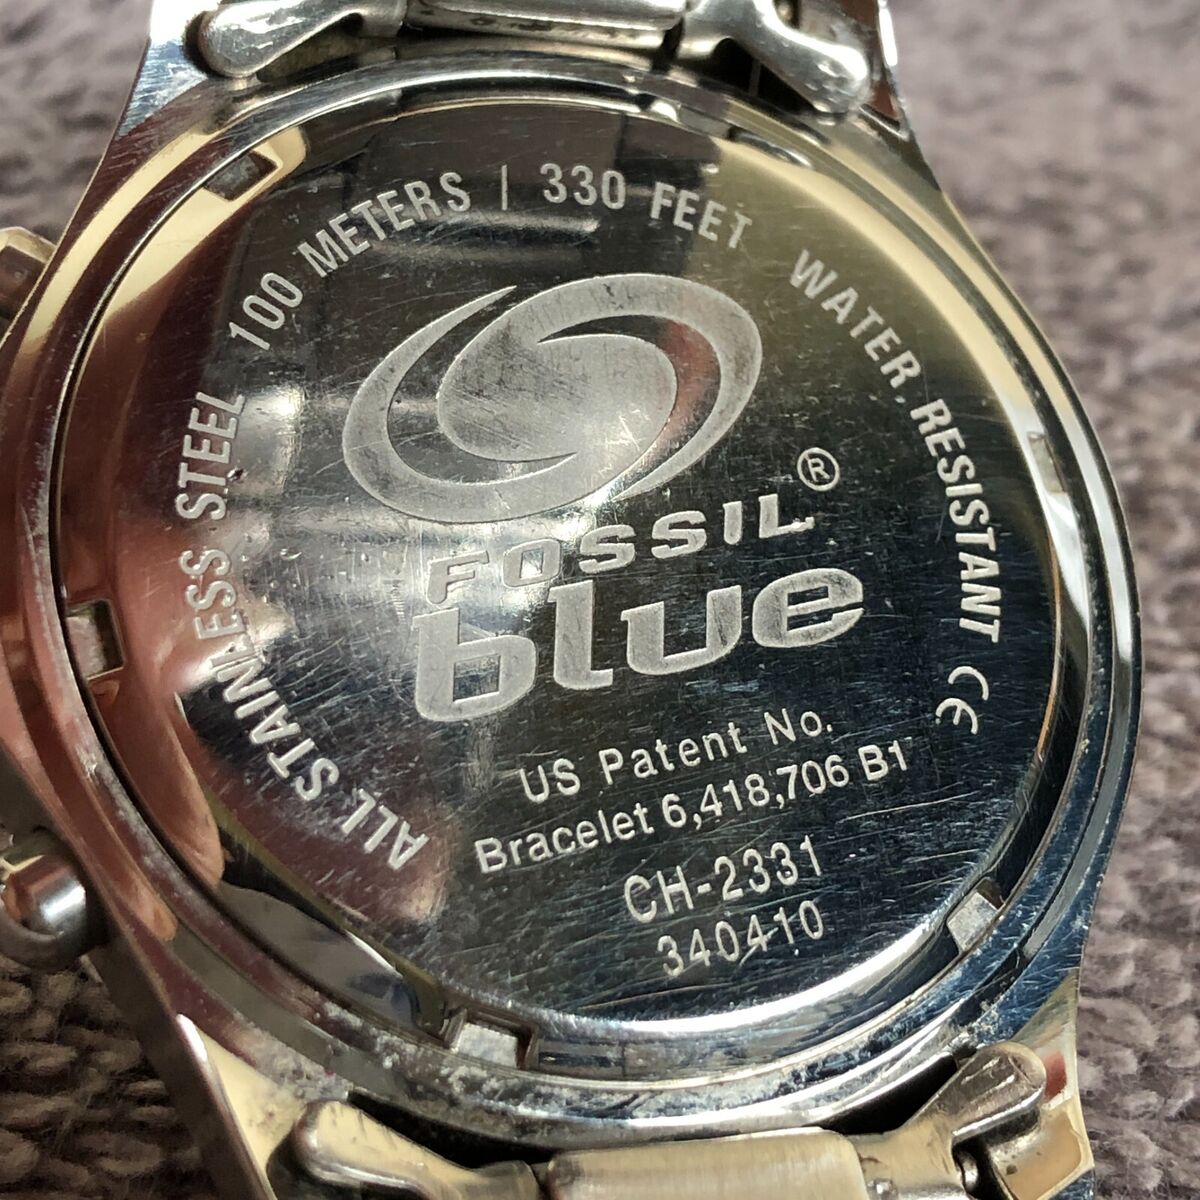 ALL STAINLESS STEEL 100 METERS / 330 FEET WATER RESISTANT CE
FOSSIL®
blue
US Patent No.
Bracelet 6,418,706 B1
CH-2331
340410